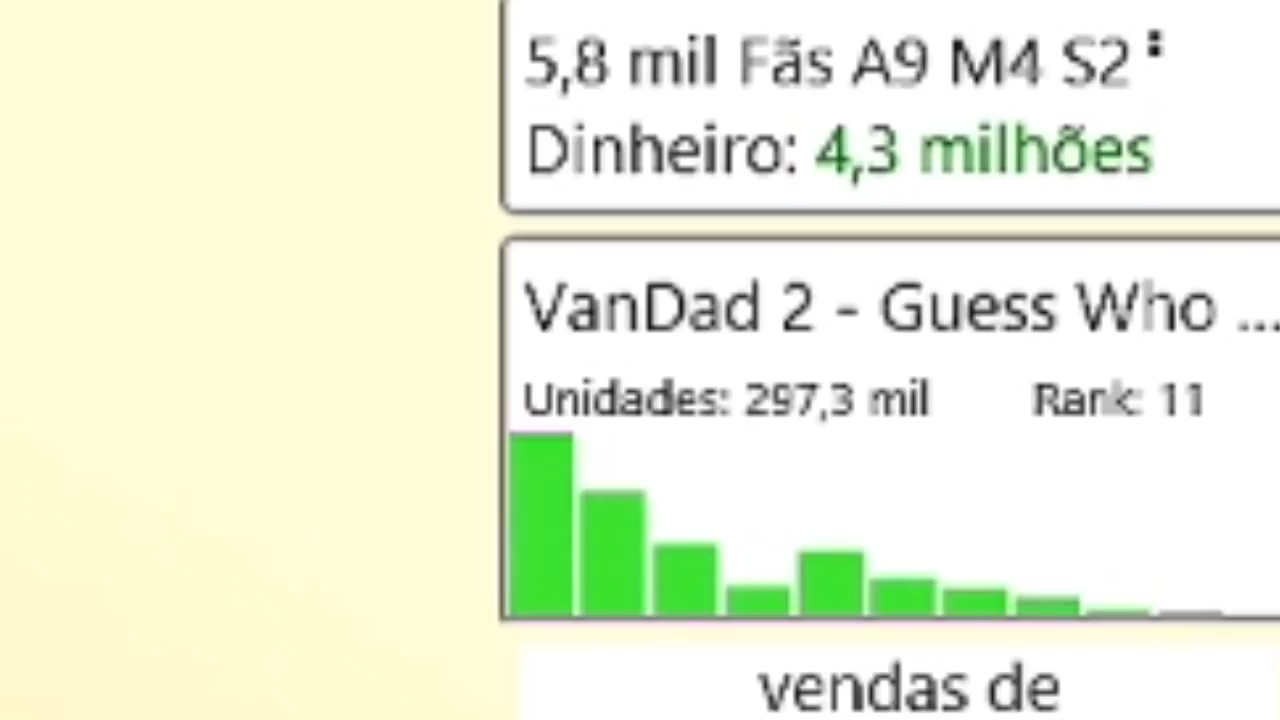 5,8 mil Fãs A9 M4 S2
Dinheiro: 4,3 milhões
VanDad 2 - Guess Who ...
Unidades: 297,3 mil Rank: 11
vendas de